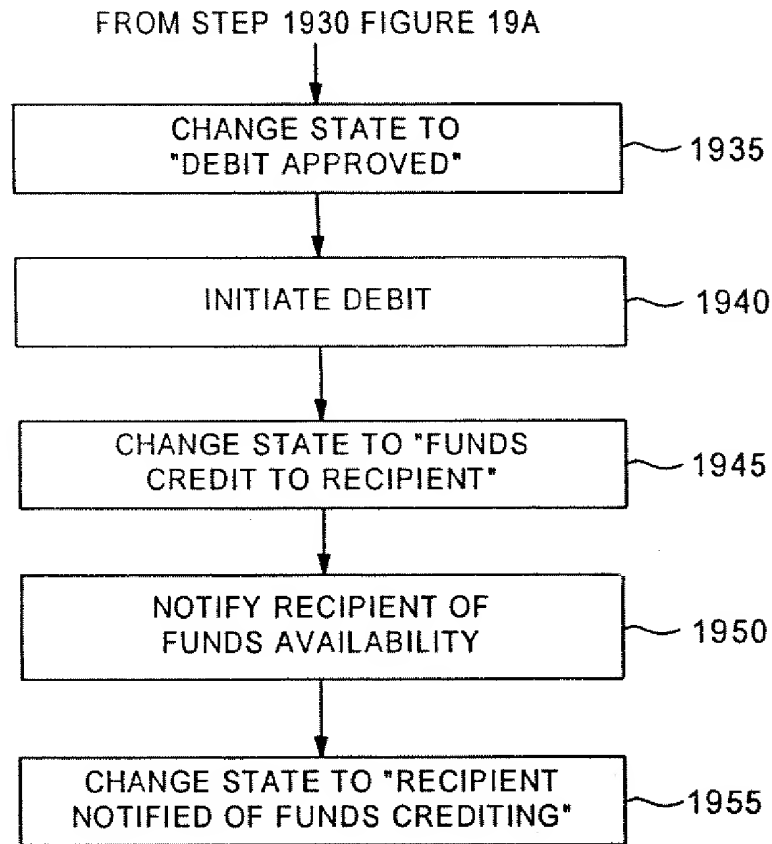 FROM STEP 1930 FIGURE 19A
CHANGE STATE TO
"DEBIT APPROVED"
1935
INITIATE DEBIT
1940
CHANGE STATE TO "FUNDS
CREDIT TO RECIPIENT"
1945
NOTIFY RECIPIENT OF
FUNDS AVAILABILITY
1950
CHANGE STATE TO "RECIPIENT
NOTIFIED OF FUNDS CREDITING"
1955